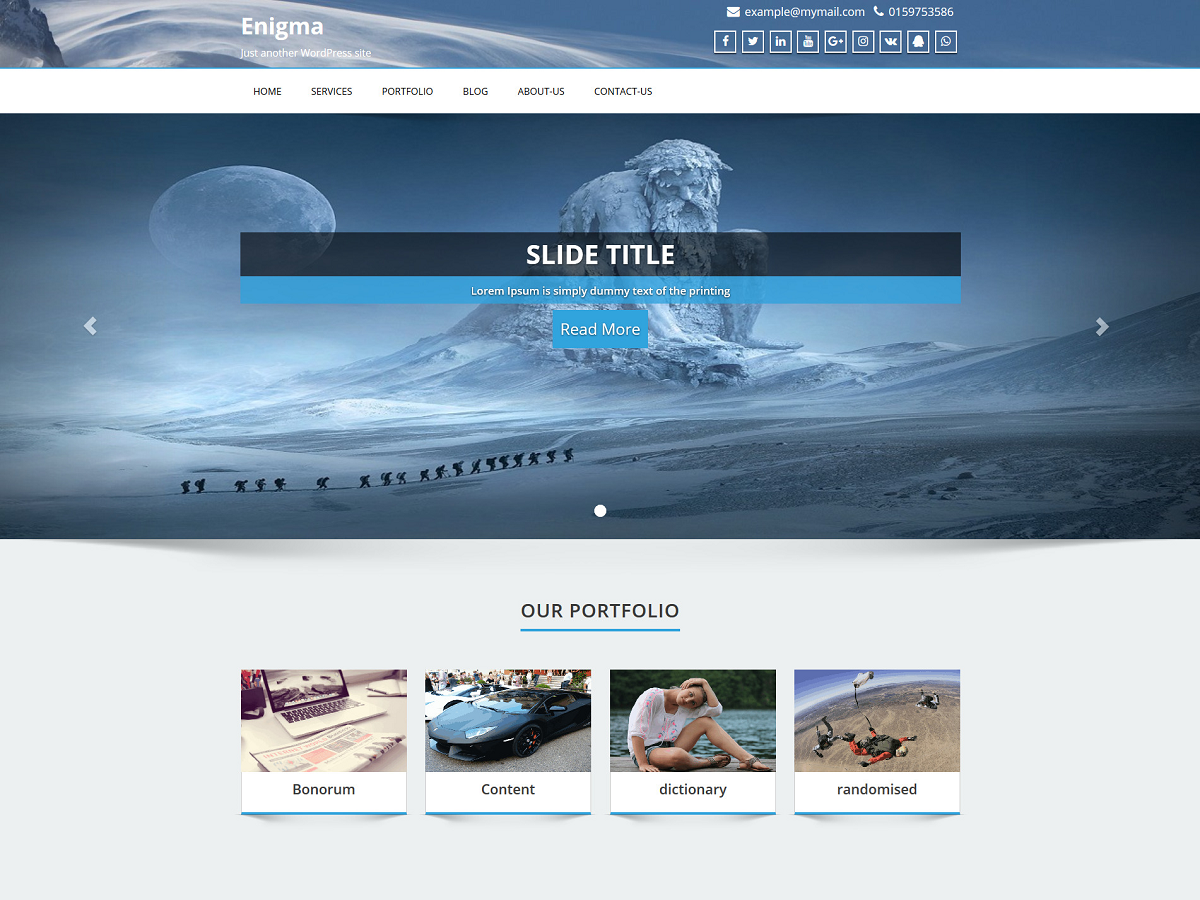 Enigma
Just another WordPress site
example@mymail.com 0159753586
HOME SERVICES PORTFOLIO BLOG ABOUT-US CONTACT-US
SLIDE TITLE
Lorem Ipsum is simply dummy text of the printing
Read More
OUR PORTFOLIO
Bonorum
Content
dictionary
randomised